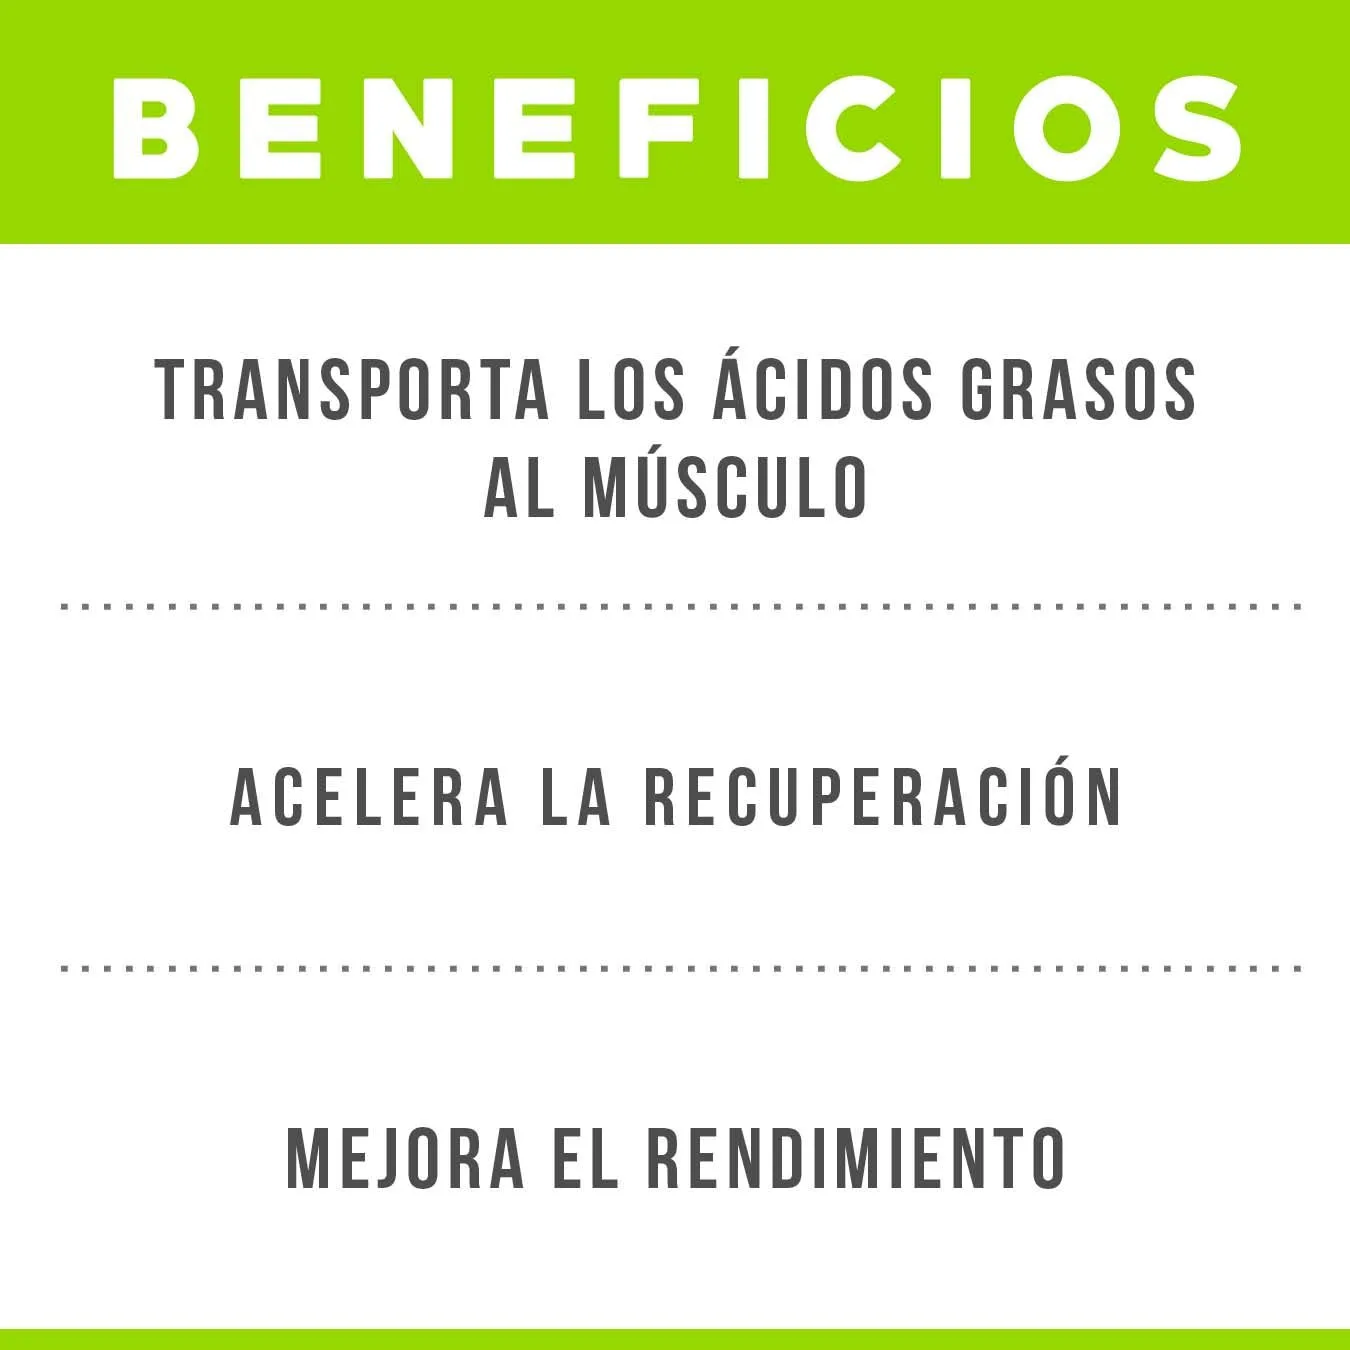 BENEFICIOS
TRANSPORTA LOS ÁCIDOS GRASOS
AL MÚSCULO
ACELERA LA RECUPERACIÓN
MEJORA EL RENDIMIENTO